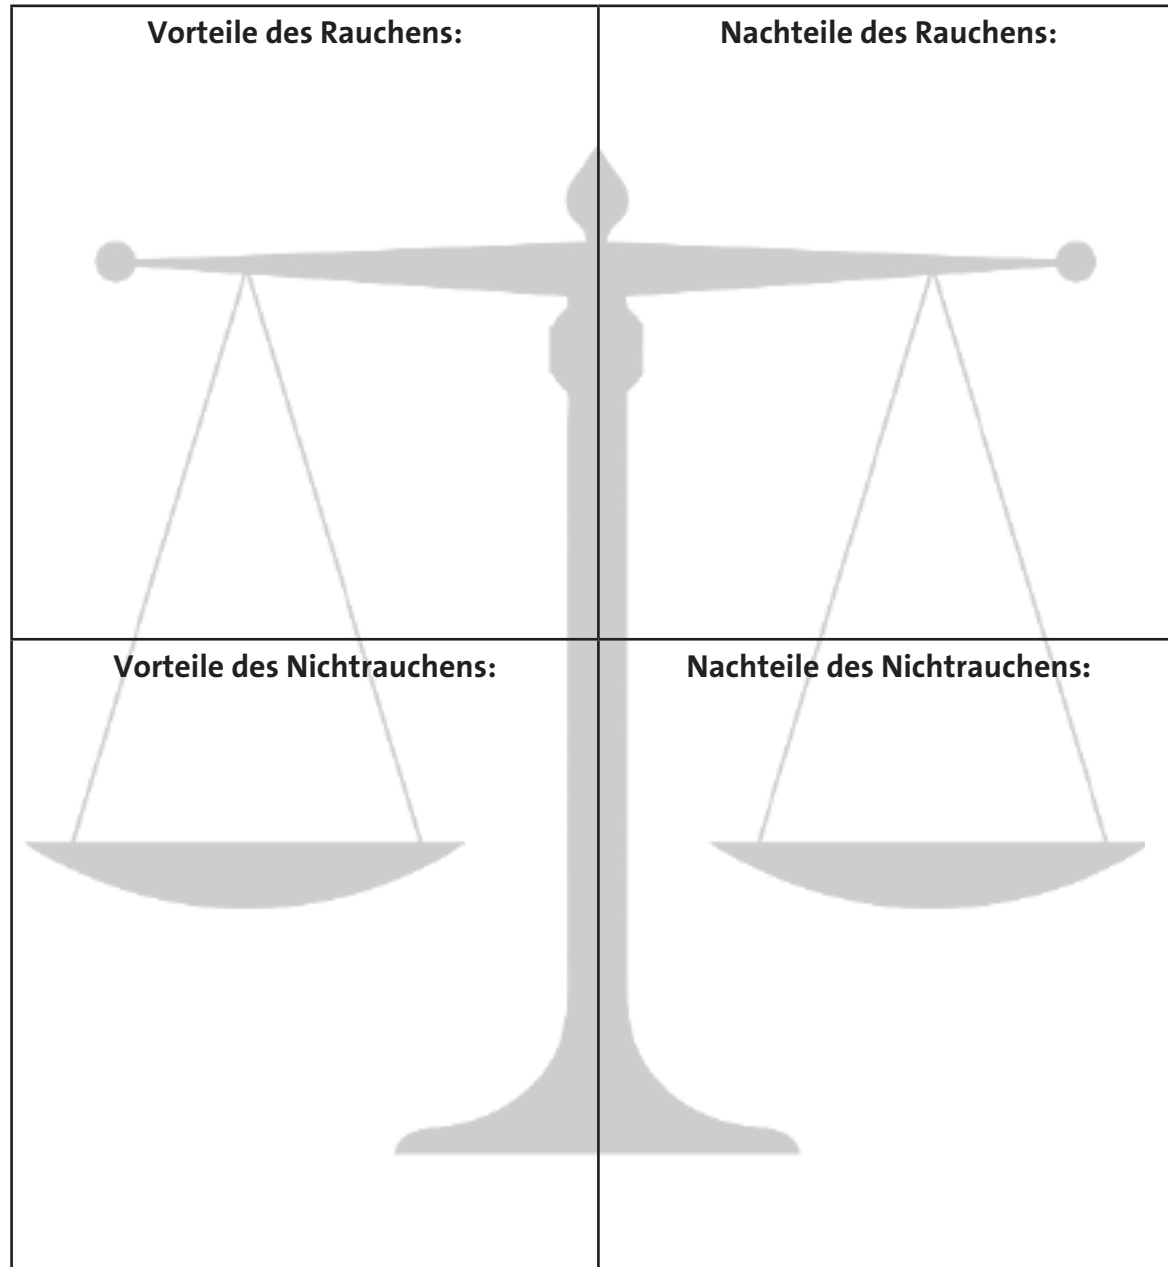 Vorteile des Rauchens:
Nachteile des Rauchens:
Vorteile des Nichtrauchens:
Nachteile des Nichtrauchens: